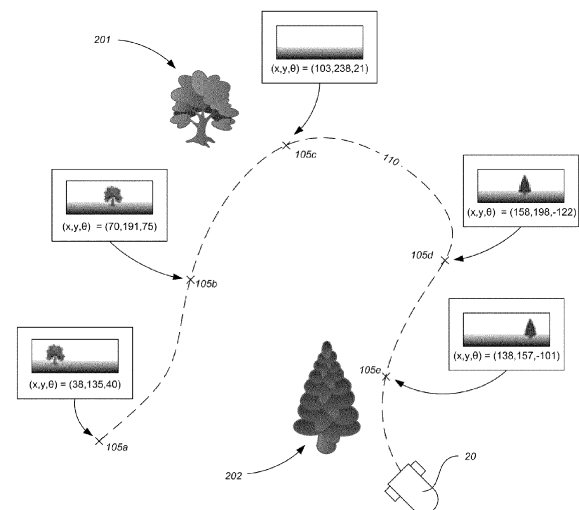 201
(x,y,θ) = (103,238,21)
105c
110
(x,y,θ) = (70,191,75)
(x,y,θ) = (158,198,-122)
105d
105b
(x,y,θ) = (138,157,-101)
105e
(x,y,θ) = (38,135,40)
105a
20
202